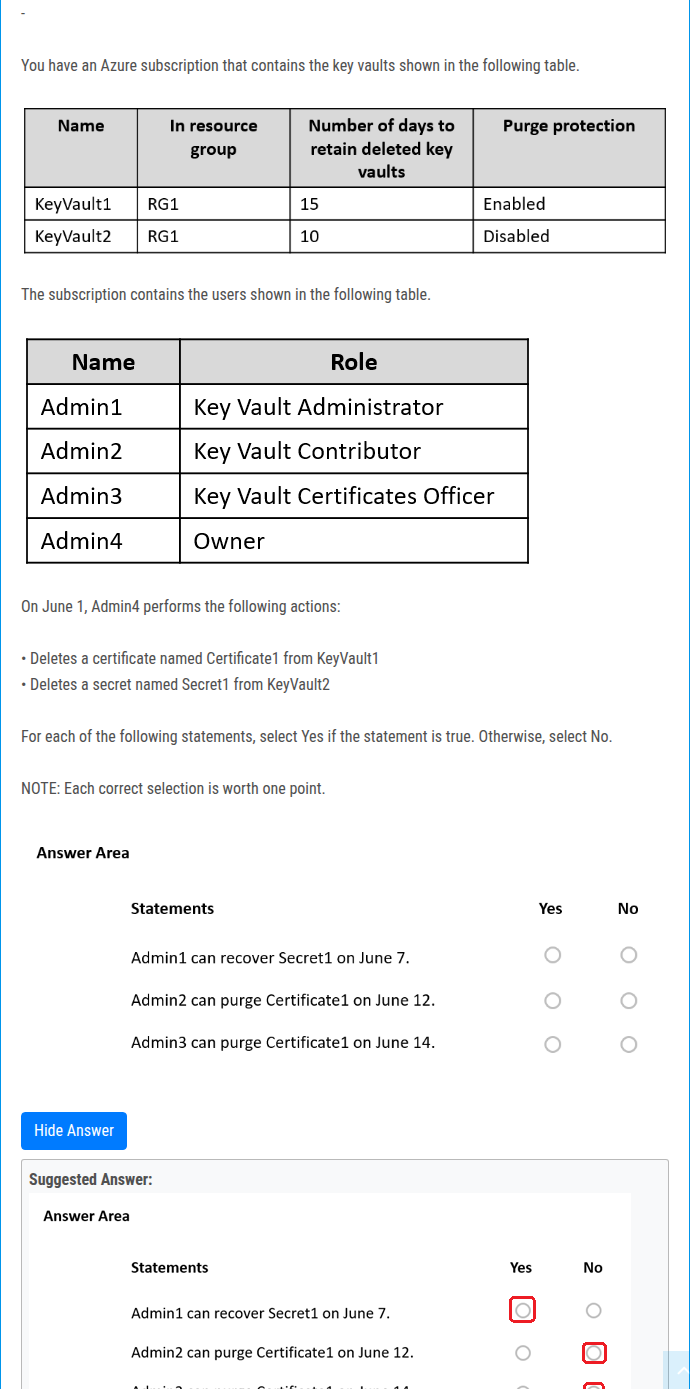 -
You have an Azure subscription that contains the key vaults shown in the following table.
Name In resource group Number of days to retain deleted key vaults Purge protection
KeyVault1 RG1 15 Enabled
KeyVault2 RG1 10 Disabled
The subscription contains the users shown in the following table.
Name Role
Admin1 Key Vault Administrator
Admin2 Key Vault Contributor
Admin3 Key Vault Certificates Officer
Admin4 Owner
On June 1, Admin4 performs the following actions:
• Deletes a certificate named Certificate1 from KeyVault1
• Deletes a secret named Secret1 from KeyVault2
For each of the following statements, select Yes if the statement is true. Otherwise, select No.
NOTE: Each correct selection is worth one point.
Answer Area
Statements Yes No
Admin1 can recover Secret1 on June 7.
Admin2 can purge Certificate1 on June 12.
Admin3 can purge Certificate1 on June 14.
Hide Answer
Suggested Answer:
Answer Area
Statements Yes No
Admin1 can recover Secret1 on June 7.
Admin2 can purge Certificate1 on June 12.